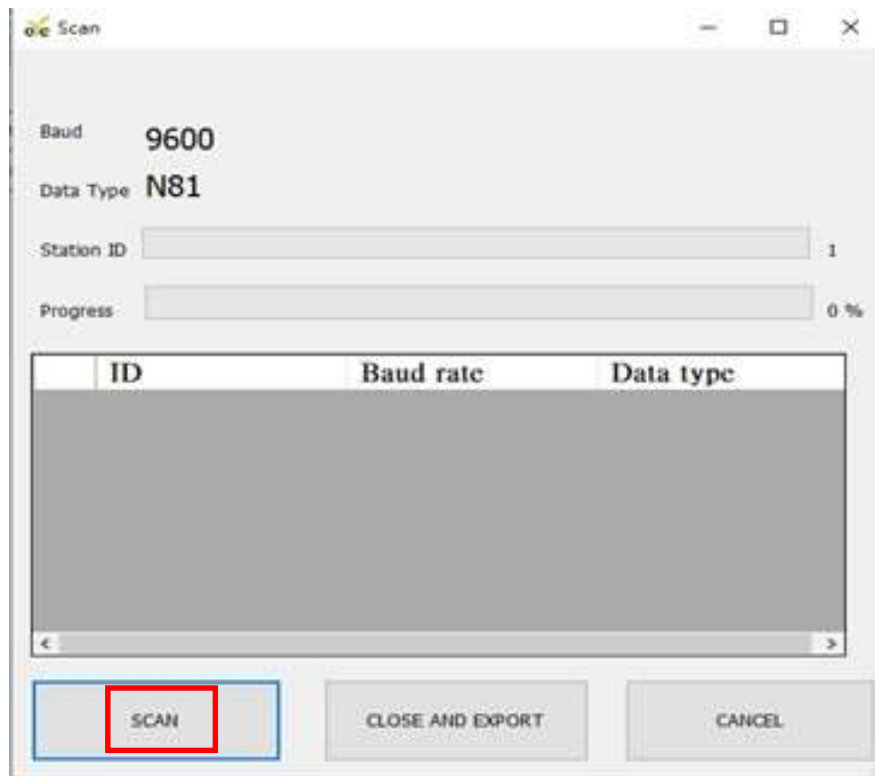 Scan
Baud 9600
Data Type N81
Station ID 1
Progress 0 %
ID Baud rate Data type
SCAN CLOSE AND EXPORT CANCEL